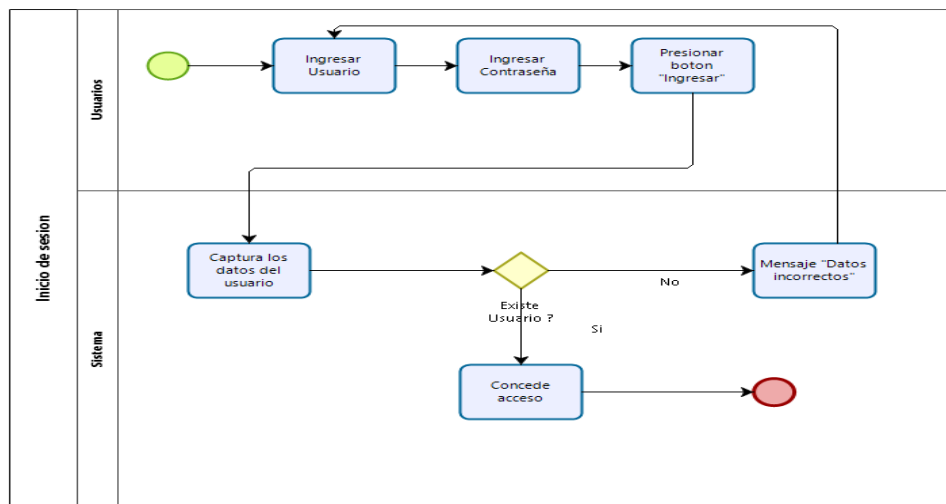 Inicio de sesion
Usuarios
Ingresar
Usuario
Ingresar
Contraseña
Presionar
boton
"Ingresar"
Sistema
Captura los
datos del
usuario
Existe
Usuario ?
No
Mensaje "Datos
incorrectos"
Si
Concede
acceso